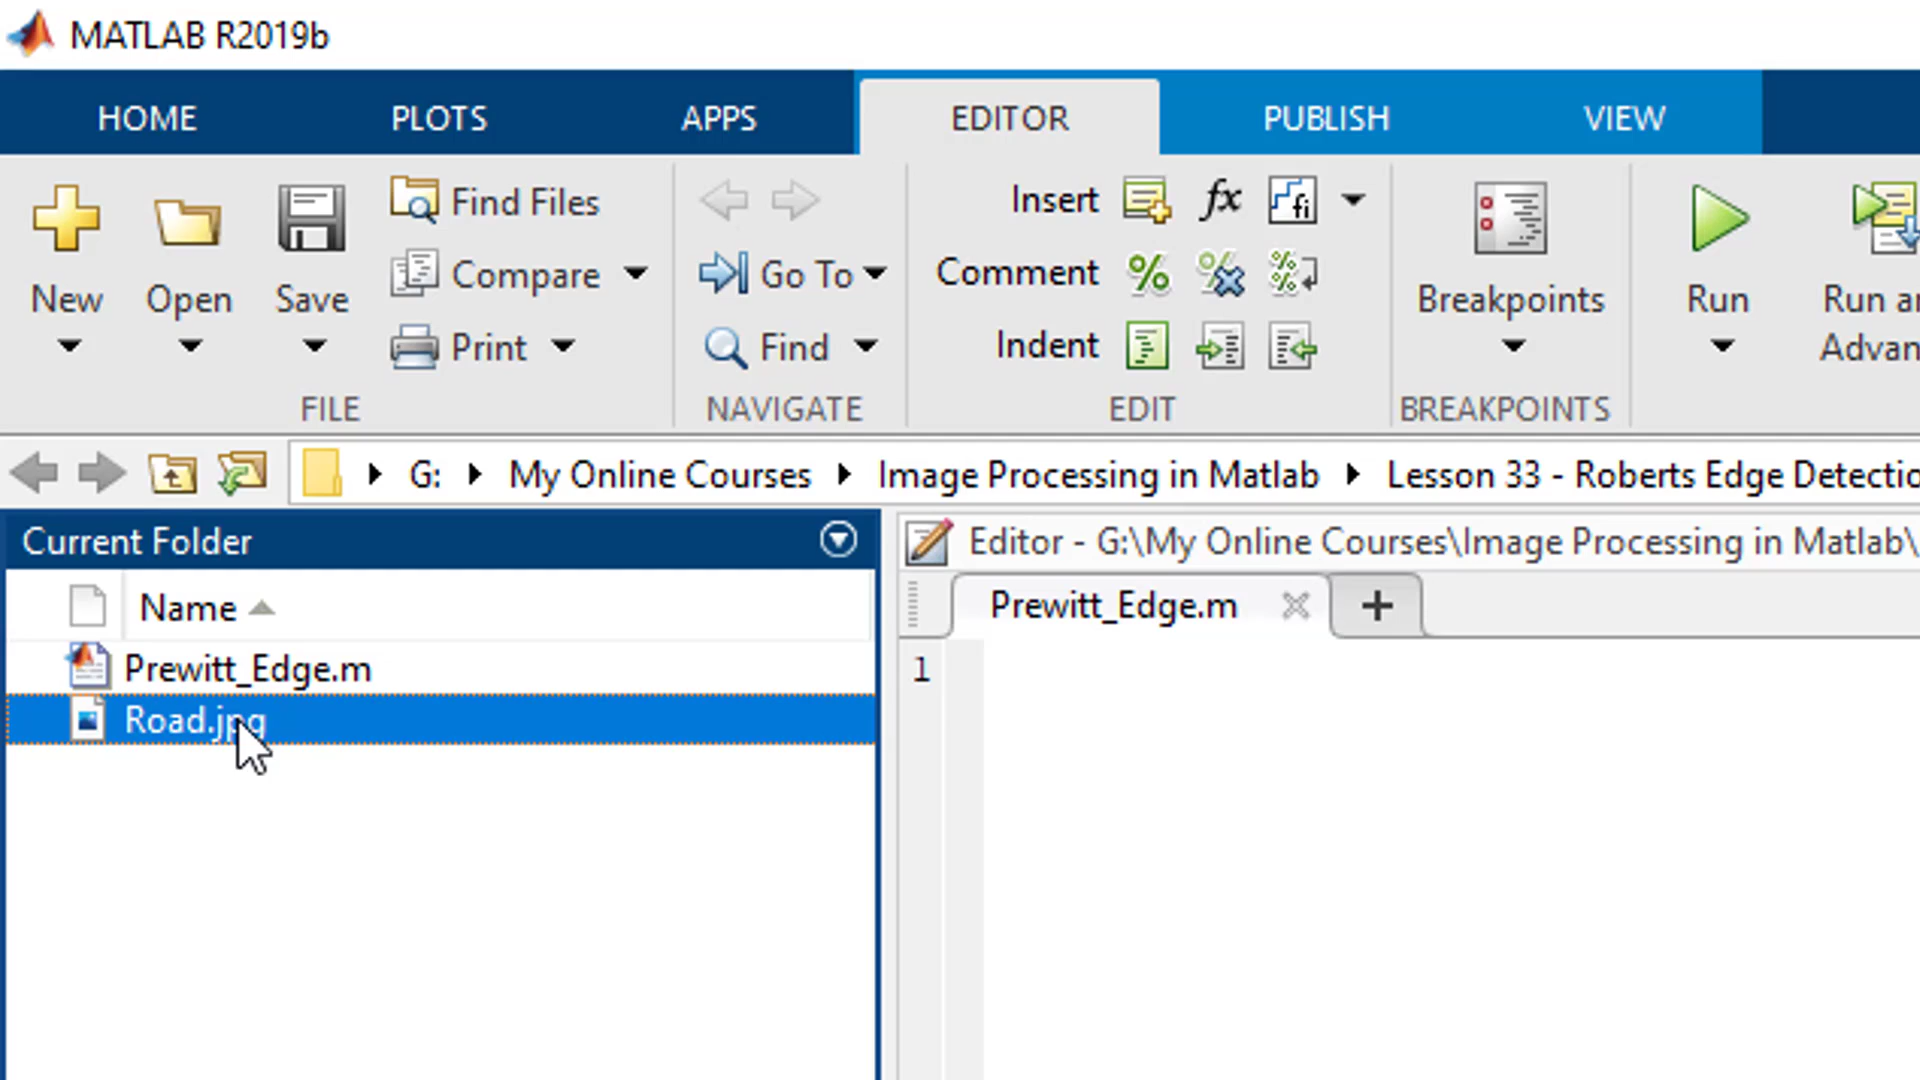 MATLAB R2019b
HOME PLOTS APPS EDITOR PUBLISH VIEW
Find Files Insert fx fi
New Open Save Compare Go To Comment % % Breakpoints Run
Print Find Indent
FILE NAVIGATE EDIT BREAKPOINTS
G: My Online Courses Image Processing in Matlab Lesson 33 - Roberts Edge
Current Folder
Editor - G:\My Online Courses\Image Processing in Matlab\
Name
Prewitt_Edge.m +
Prewitt_Edge.m
1
Road.jpg